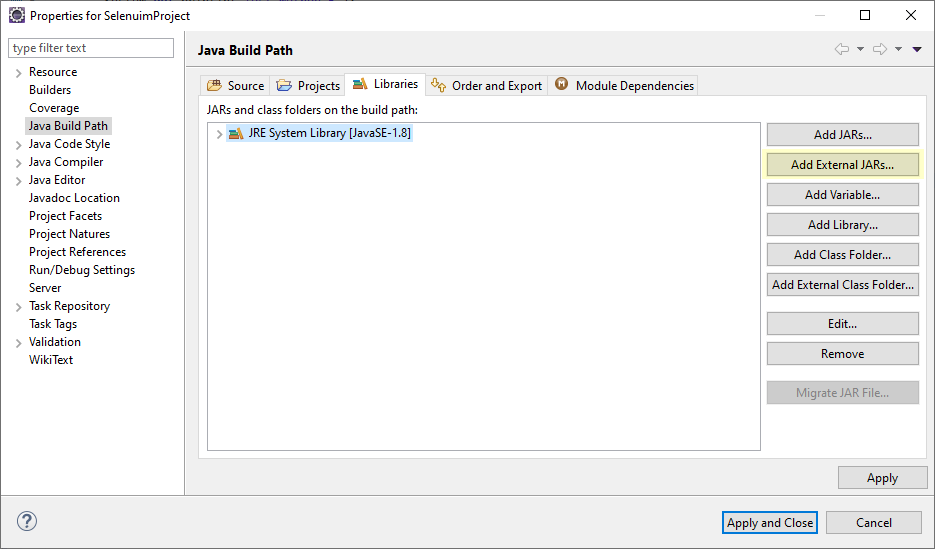 Properties for SelenuimProject
type filter text
Resource
Builders
Coverage
Java Build Path
Java Code Style
Java Compiler
Java Editor
Javadoc Location
Project Facets
Project Natures
Project References
Run/Debug Settings
Server
Task Repository
Task Tags
Validation
WikiText
Java Build Path
Source Projects Libraries Order and Export Module Dependencies
JARs and class folders on the build path:
JRE System Library [JavaSE-1.8]
Add JARs...
Add External JARs...
Add Variable...
Add Library...
Add Class Folder...
Add External Class Folder...
Edit...
Remove
Migrate JAR File...
Apply
Apply and Close Cancel